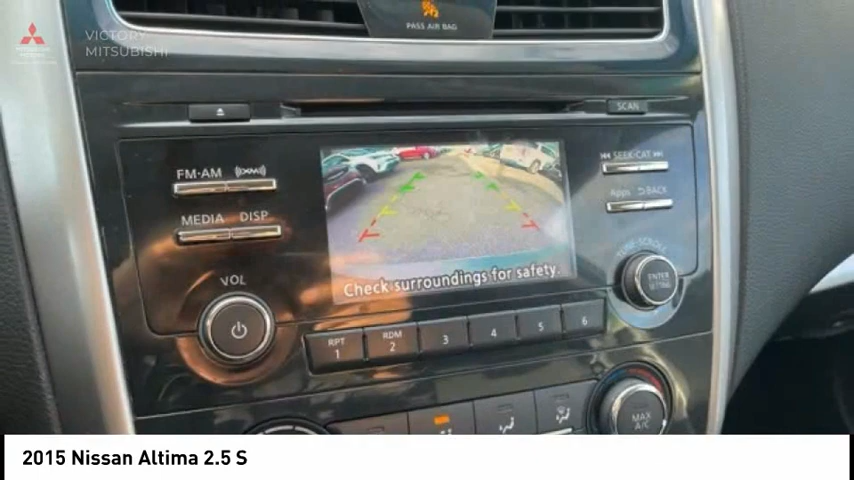 VICTORY
MITSUBISHI
PASS AIR BAG
SCAN
FM·AM
SEEK·CAT
Apps BACK
MEDIA DISP
TUNE·SCROLL
ENTER
SETTING
VOL
Check surroundings for safety.
RPT
1
RDM
2
3
4
5
6
MAX
A/C
2015 Nissan Altima 2.5 S